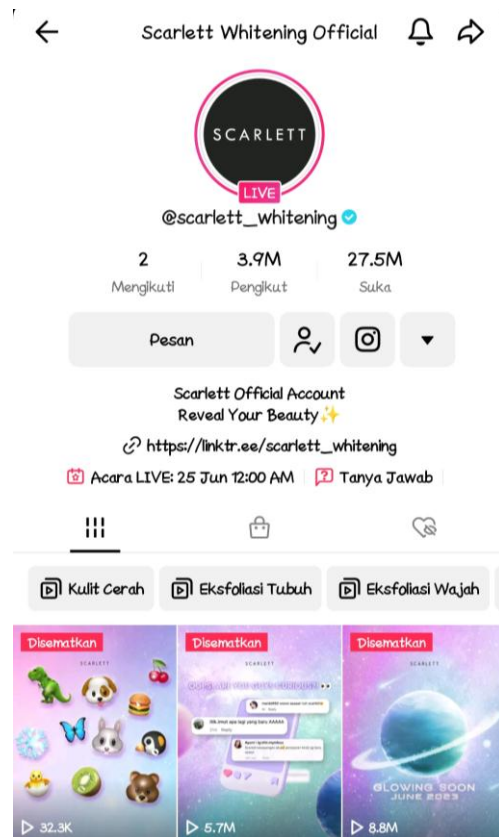 Scarlett Whitening Official
SCARLETT
LIVE
@scarlett_whitening
2 3.9M 27.5M
Mengikuti Pengikut Suka
Pesan
Scarlett Official Account
Reveal Your Beauty✨
https://linktr.ee/scarlett_whitening
Acara LIVE: 25 Jun 12:00 AM Tanya Jawab
Kulit Cerah Eksfoliasi Tubuh Eksfoliasi Wajah
Disematkan Disematkan Disematkan
SCARLETT SCARLETT SCARLETT
GLOWING SOON
JUNE 2023
32.3K 5.7M 8.8M